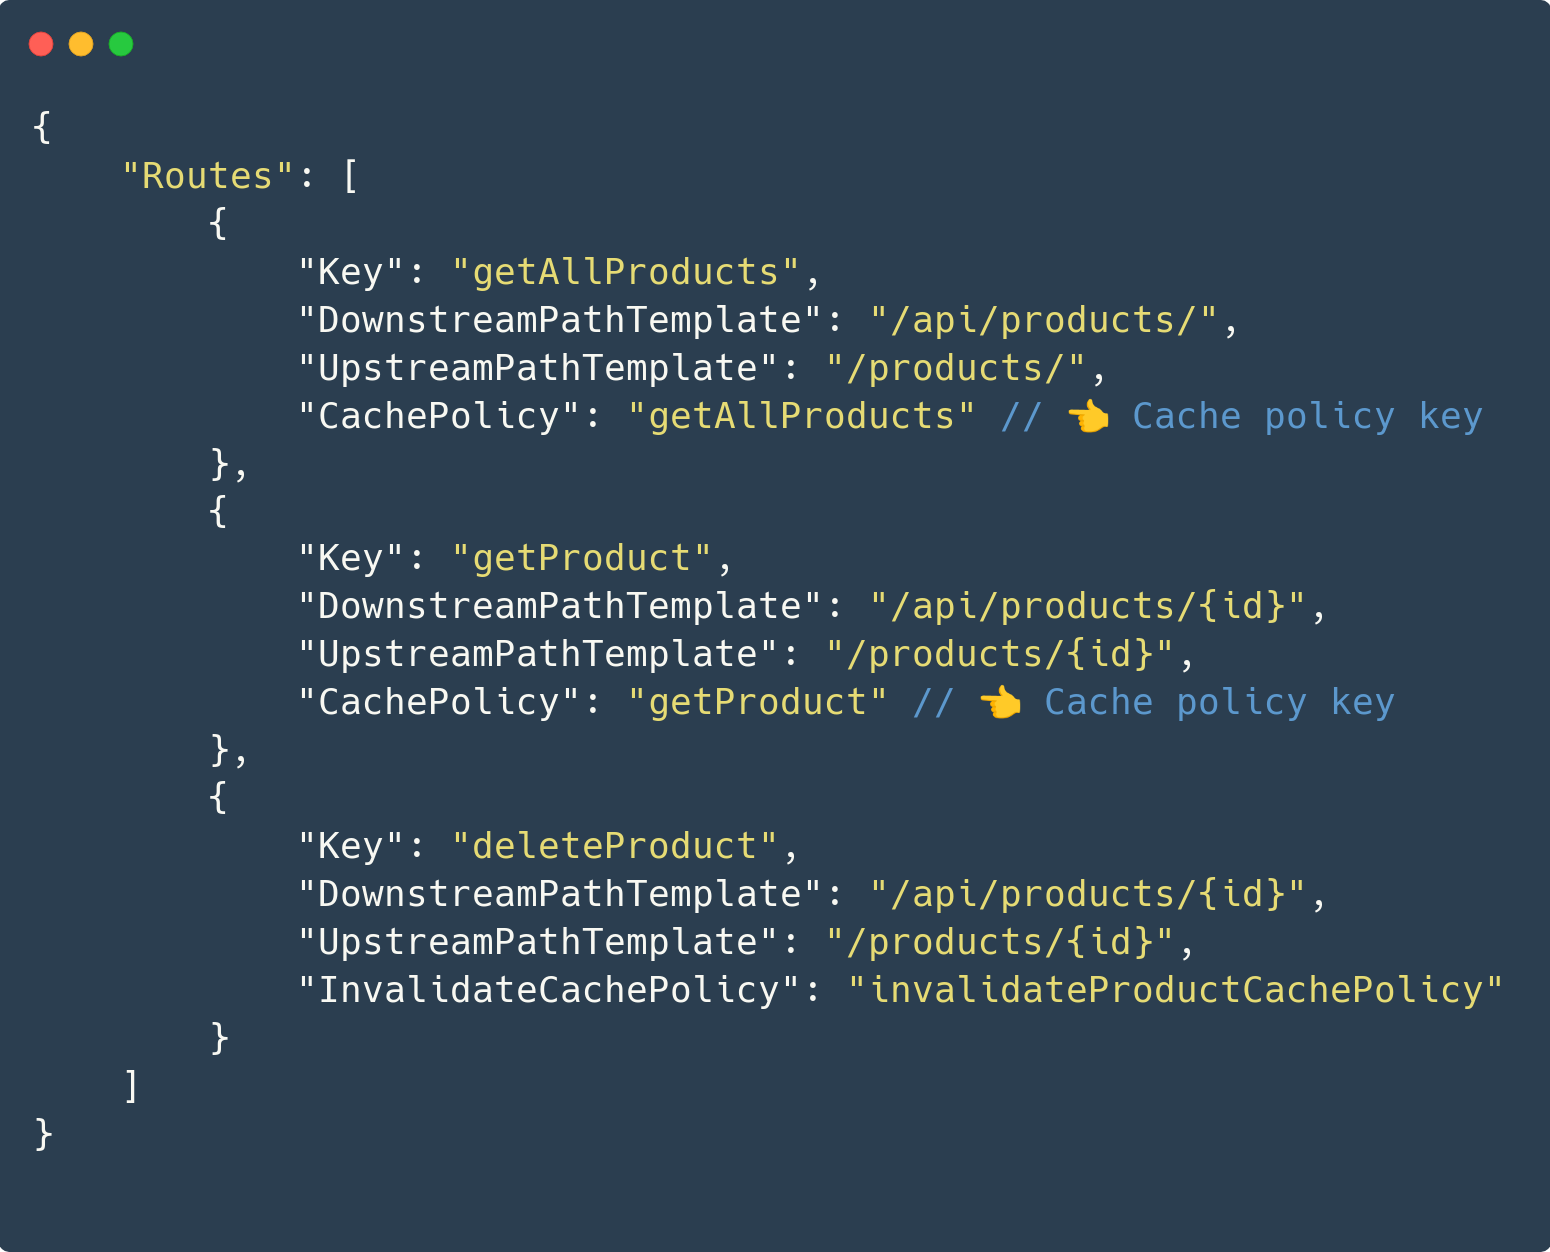 {
    "Routes": [
        {
            "Key": "getAllProducts",
            "DownstreamPathTemplate": "/api/products/",
            "UpstreamPathTemplate": "/products/",
            "CachePolicy": "getAllProducts" // 👈 Cache policy key
        },
        {
            "Key": "getProduct",
            "DownstreamPathTemplate": "/api/products/{id}",
            "UpstreamPathTemplate": "/products/{id}",
            "CachePolicy": "getProduct" // 👈 Cache policy key
        },
        {
            "Key": "deleteProduct",
            "DownstreamPathTemplate": "/api/products/{id}",
            "UpstreamPathTemplate": "/products/{id}",
            "InvalidateCachePolicy": "invalidateProductCachePolicy"
        }
    ]
}